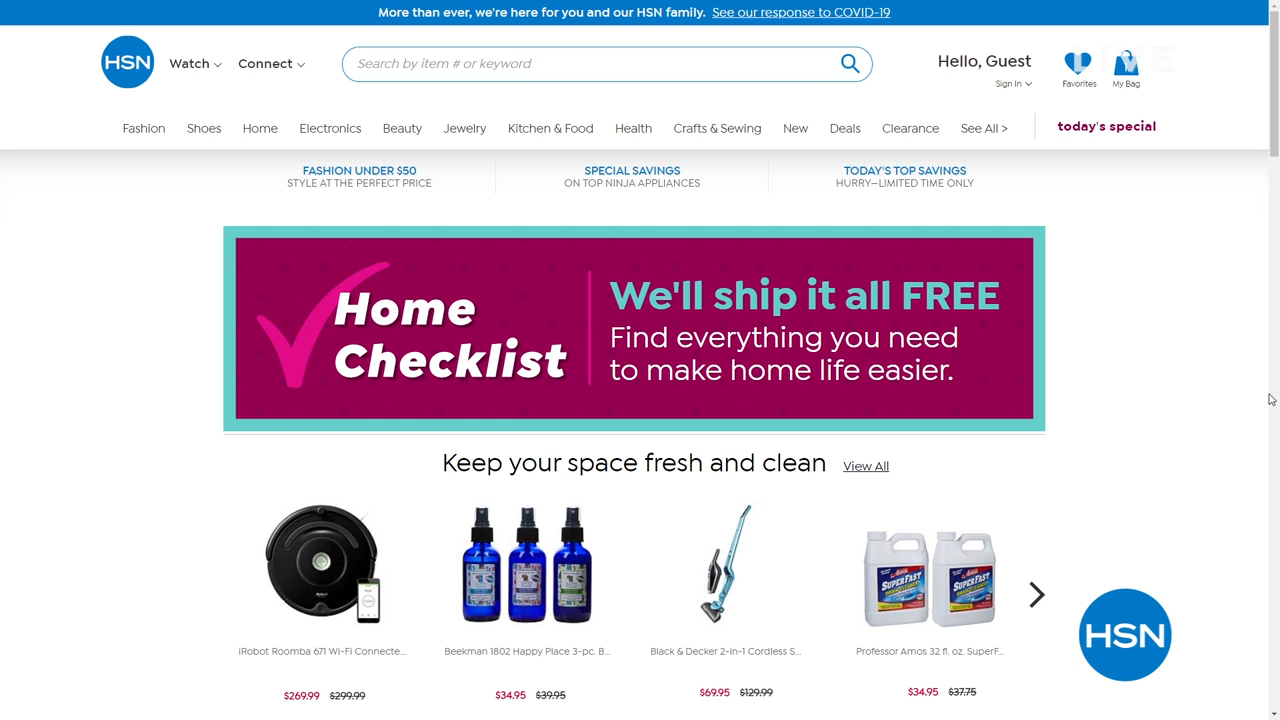 More than ever, we're here for you and our HSN family. See our response to COVID-19
HSN
Watch
Connect
Search by item # or keyword
Hello, Guest
Sign In
Favorites
My Bag
Fashion
Shoes
Home
Electronics
Beauty
Jewelry
Kitchen & Food
Health
Crafts & Sewing
New
Deals
Clearance
See All >
today's special
FASHION UNDER $50
STYLE AT THE PERFECT PRICE
SPECIAL SAVINGS
ON TOP NINJA APPLIANCES
TODAY'S TOP SAVINGS
HURRY—LIMITED TIME ONLY
Home
Checklist
We'll ship it all FREE
Find everything you need
to make home life easier.
Keep your space fresh and clean View All
SUPERFAST
SUPERFAST
iRobot Roomba 671 Wi-Fi Connecte...
Beekman 1802 Happy Place 3-pc. B...
Black & Decker 2-in-1 Cordless S...
Professor Amos 32 fl. oz. SuperF...
$269.99 $299.99
$34.95 $39.95
$69.95 $129.99
$34.95 $37.75
HSN